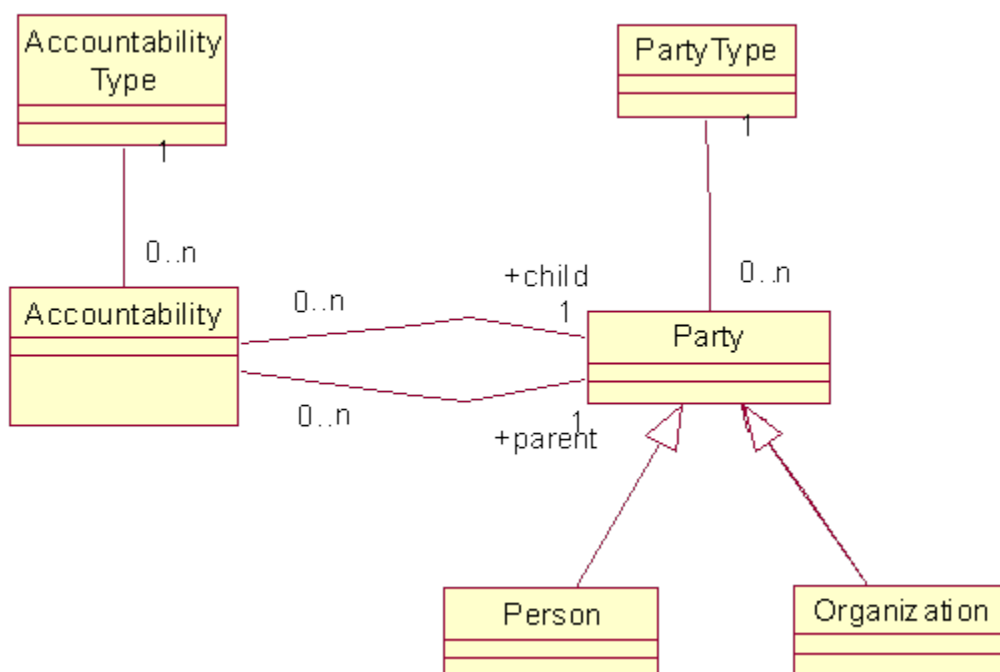 Accountability
Type
PartyType
1
1
0..n
0..n
+child
0..n
1
Accountability
Party
0..n
1
+parent
Person
Organization